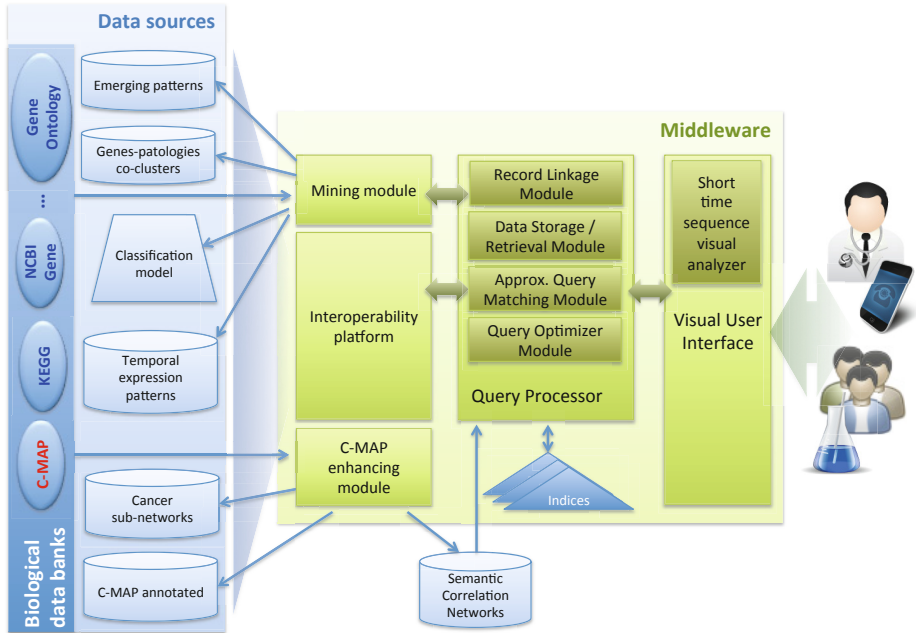 Data sources
Gene
Ontology
...
NCBI
Gene
KEGG
C-MAP
Biological
data banks
Emerging patterns
Genes-patologies
co-clusters
Classification
model
Temporal
expression
patterns
Cancer
sub-networks
C-MAP annotated
Middleware
Mining module
Interoperability
platform
C-MAP
enhancing
module
Record Linkage
Module
Data Storage /
Retrieval Module
Approx. Query
Matching Module
Query Optimizer
Module
Query Processor
Indices
Semantic
Correlation
Networks
Short
time
sequence
visual
analyzer
Visual User
Interface